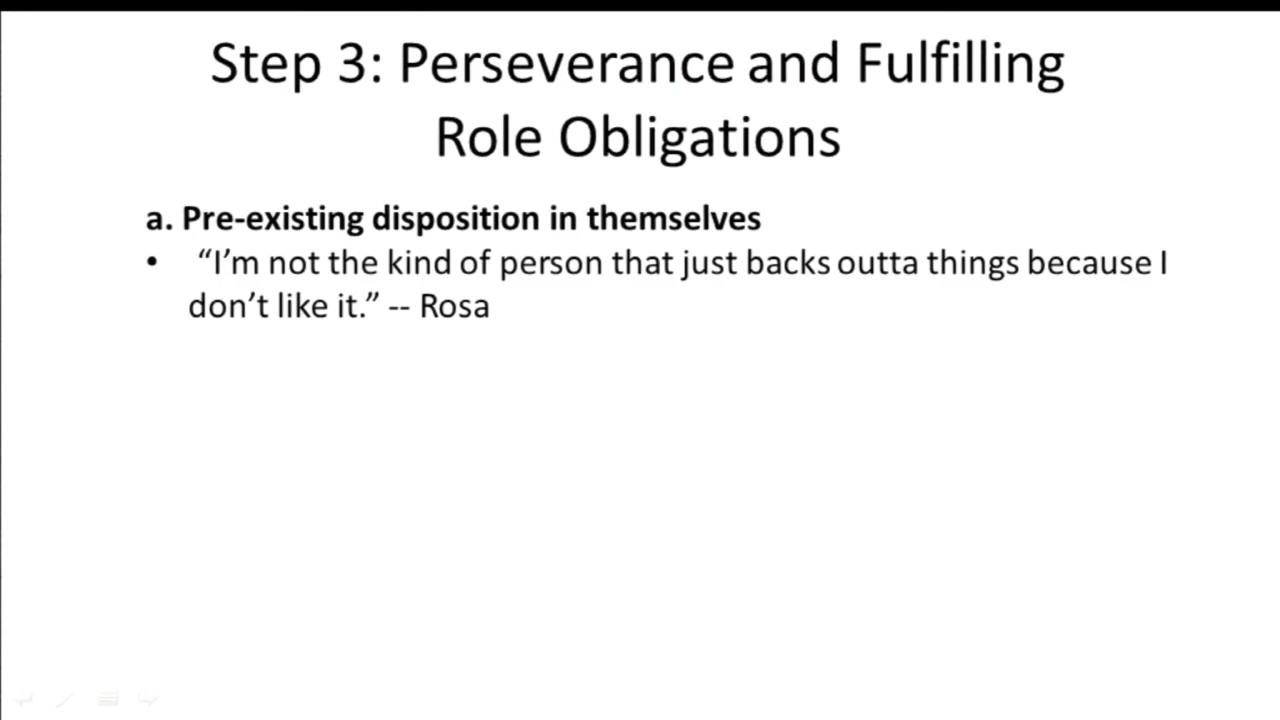 Step 3: Perseverance and Fulfilling
Role Obligations
a. Pre-existing disposition in themselves
• “I’m not the kind of person that just backs outta things because I
don’t like it.” -- Rosa